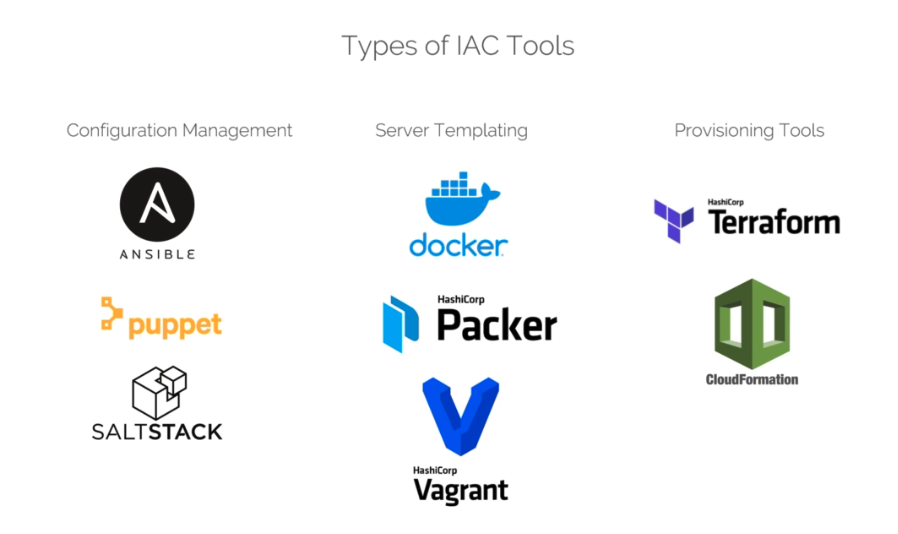 Types of IAC Tools
Configuration Management
ANSIBLE
puppet
SALTSTACK
Server Templating
docker
HashiCorp
Packer
HashiCorp
Vagrant
Provisioning Tools
HashiCorp
Terraform
CloudFormation